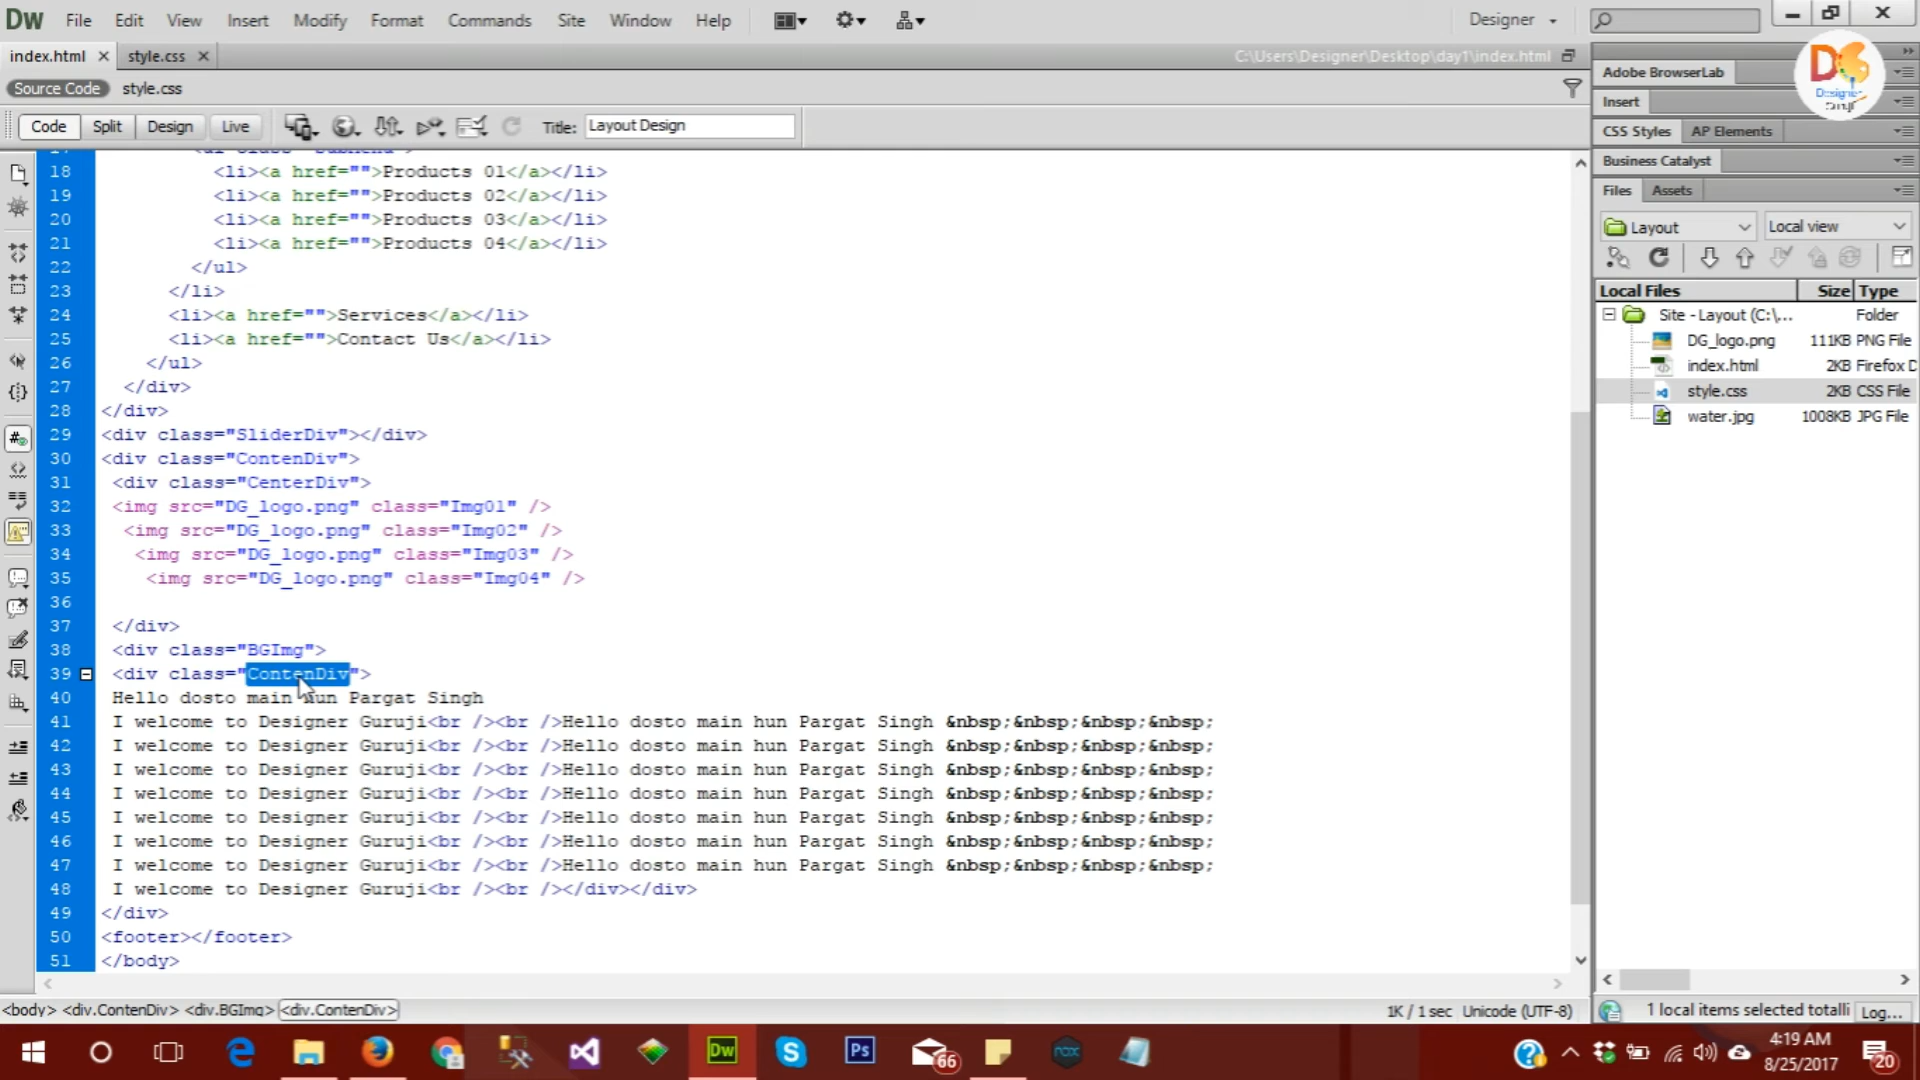 Dw File Edit View Insert Modify Format Commands Site Window Help Designer
index.html style.css C:\Users\Designer\Desktop\day1\index.html
Source Code style.css
Code Split Design Live Title: Layout Design
18 <li><a href="">Products 01</a></li>
19 <li><a href="">Products 02</a></li>
20 <li><a href="">Products 03</a></li>
21 <li><a href="">Products 04</a></li>
22 </ul>
23 </li>
24 <li><a href="">Services</a></li>
25 <li><a href="">Contact Us</a></li>
26 </ul>
27 </div>
28 </div>
29 <div class="SliderDiv"></div>
30 <div class="ContenDiv">
31 <div class="CenterDiv">
32 <img src="DG_logo.png" class="Img01" />
33 <img src="DG_logo.png" class="Img02" />
34 <img src="DG_logo.png" class="Img03" />
35 <img src="DG_logo.png" class="Img04" />
36
37 </div>
38 <div class="BGImg">
39 <div class="ContenDiv">
40 Hello dosto main hun Pargat Singh
41 I welcome to Designer Guruji<br /><br />Hello dosto main hun Pargat Singh &nbsp;&nbsp;&nbsp;&nbsp;
42 I welcome to Designer Guruji<br /><br />Hello dosto main hun Pargat Singh &nbsp;&nbsp;&nbsp;&nbsp;
43 I welcome to Designer Guruji<br /><br />Hello dosto main hun Pargat Singh &nbsp;&nbsp;&nbsp;&nbsp;
44 I welcome to Designer Guruji<br /><br />Hello dosto main hun Pargat Singh &nbsp;&nbsp;&nbsp;&nbsp;
45 I welcome to Designer Guruji<br /><br />Hello dosto main hun Pargat Singh &nbsp;&nbsp;&nbsp;&nbsp;
46 I welcome to Designer Guruji<br /><br />Hello dosto main hun Pargat Singh &nbsp;&nbsp;&nbsp;&nbsp;
47 I welcome to Designer Guruji<br /><br />Hello dosto main hun Pargat Singh &nbsp;&nbsp;&nbsp;&nbsp;
48 I welcome to Designer Guruji<br /><br /></div></div>
49 </div>
50 <footer></footer>
51 </body>
<body> <div.ContenDiv> <div.BGImg> <div.ContenDiv> 1K / 1 sec Unicode (UTF-8)
Adobe BrowserLab
Insert
CSS Styles AP Elements
Business Catalyst
Files Assets
Layout Local view
Local Files Size Type
Site - Layout (C:\... Folder
DG_logo.png 111KB PNG File
index.html 2KB Firefox D
style.css 2KB CSS File
water.jpg 1008KB JPG File
1 local items selected totalli Log...
DG
Designer
Dw Ps 66 nox
4:19 AM
8/25/2017
20